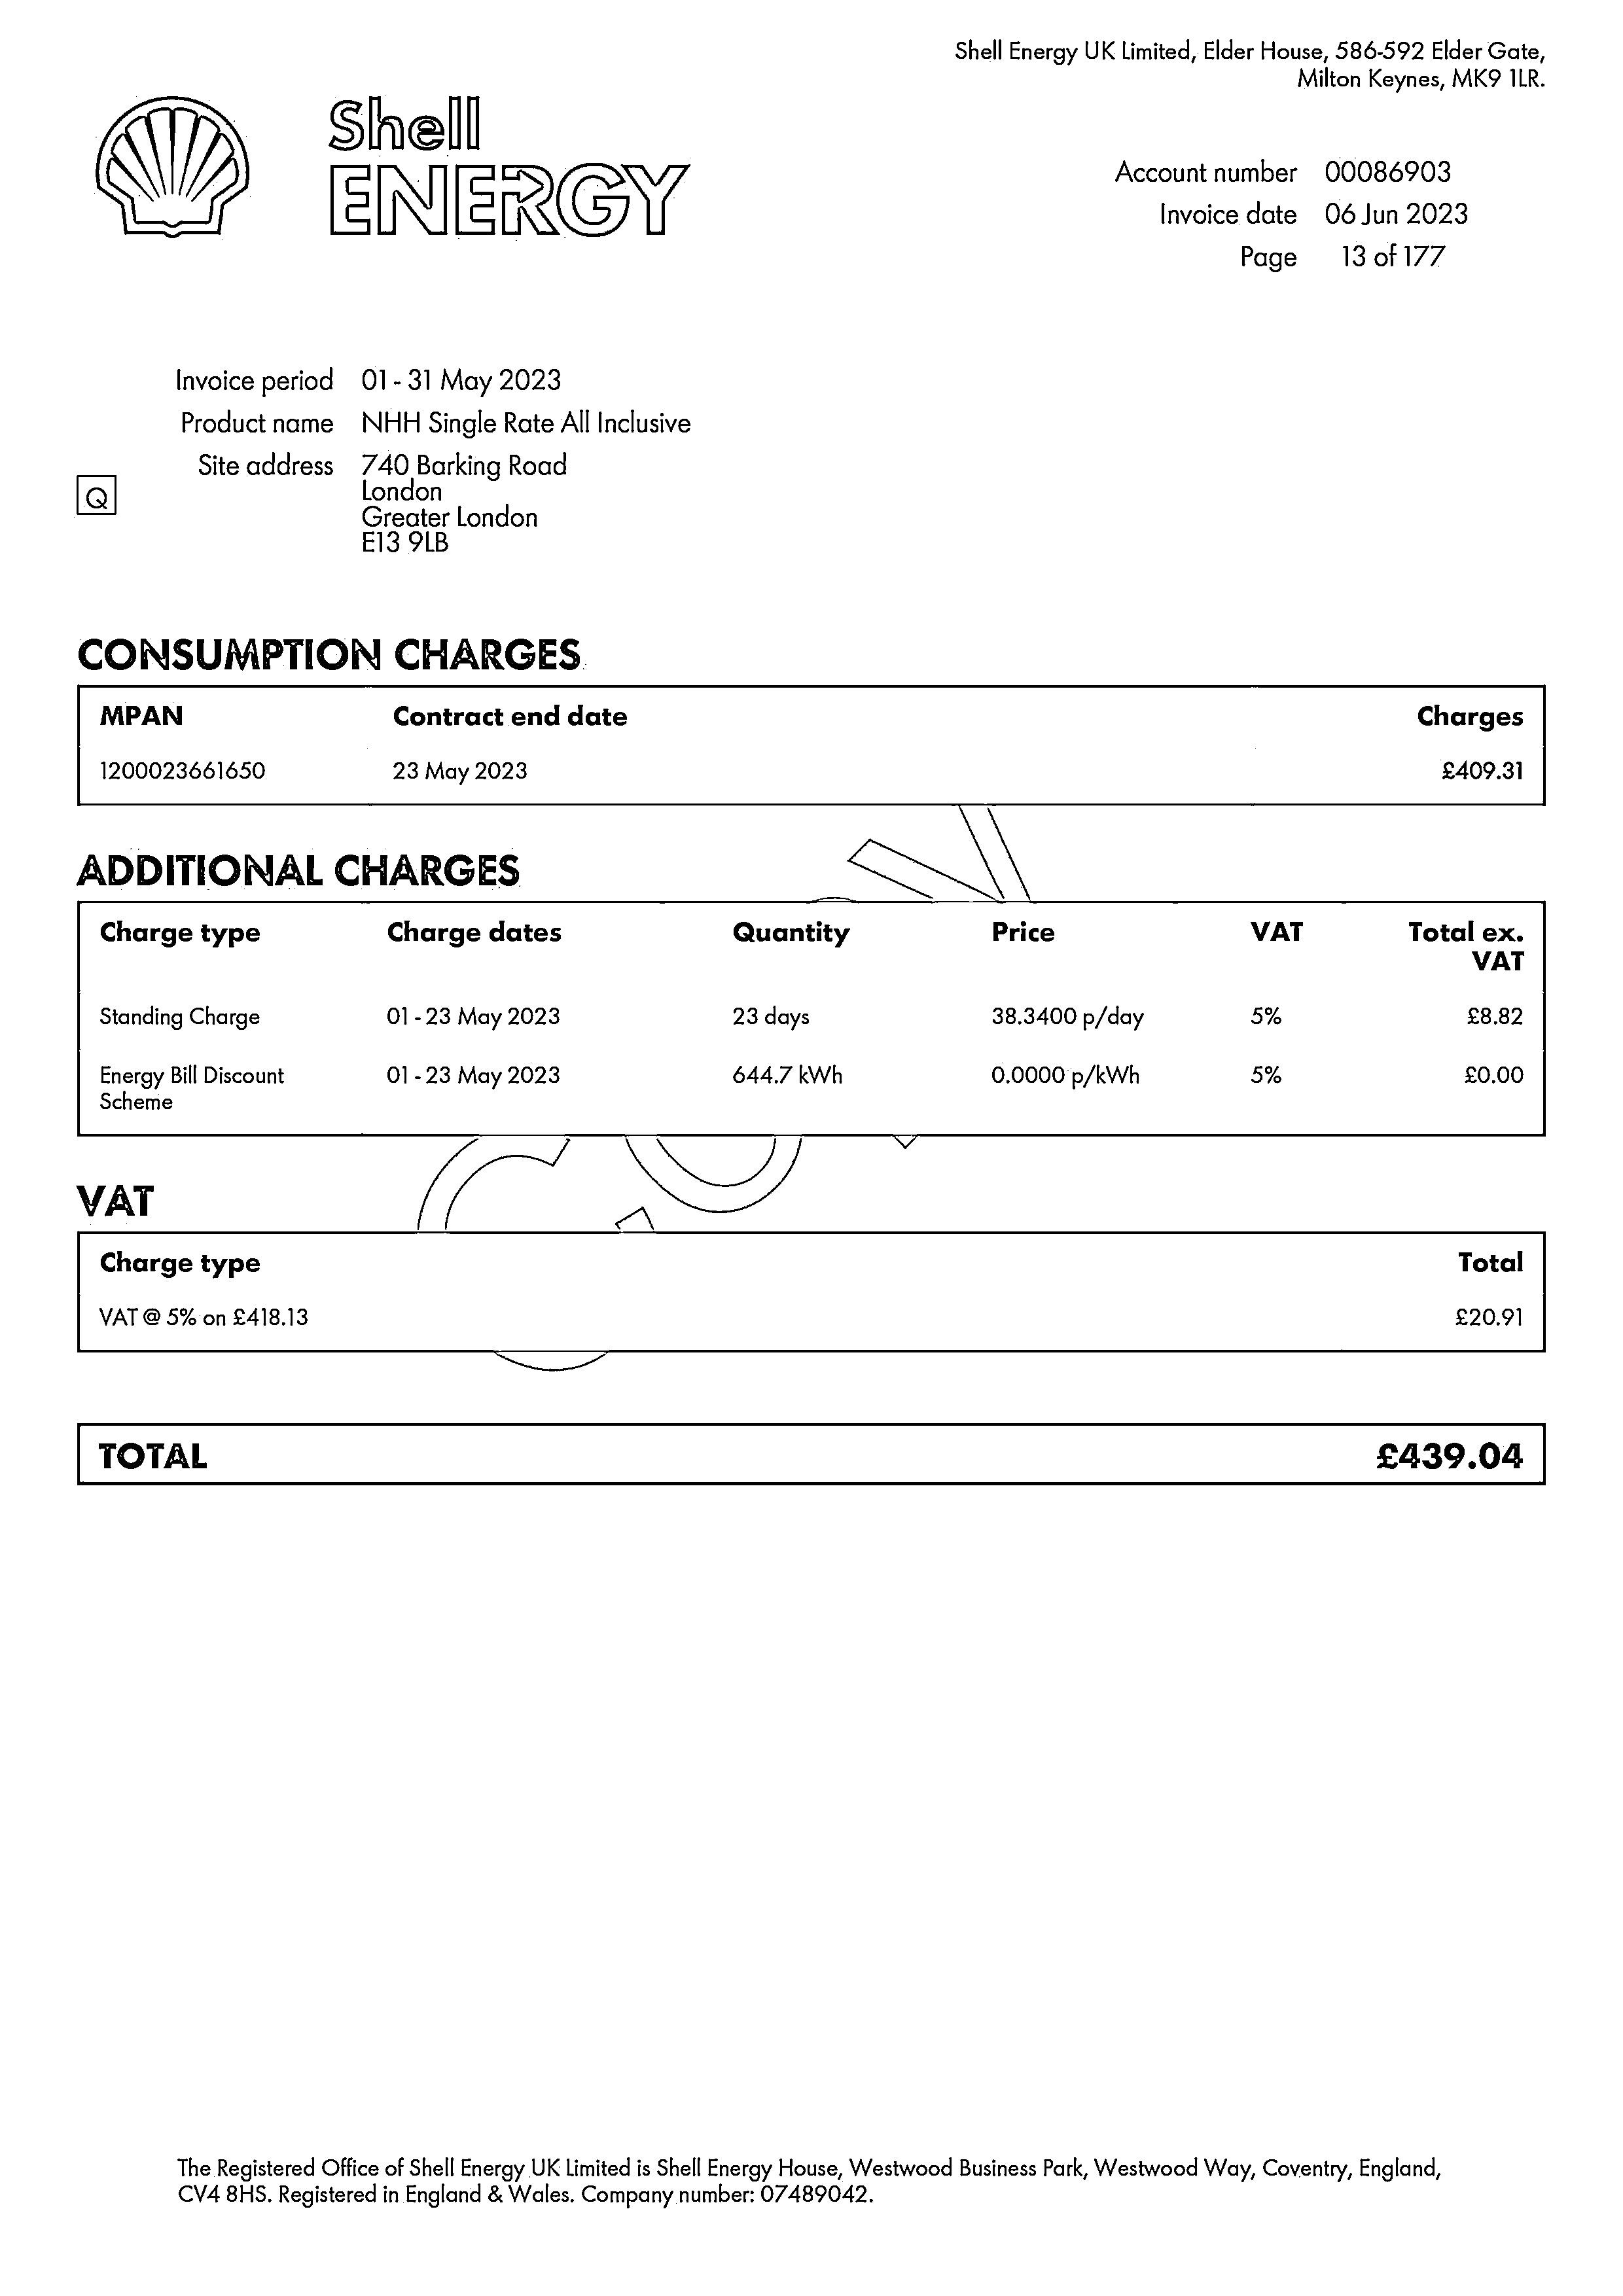 Shell Energy UK Limited, Elder House, 586-592 Elder Gate,
Milton Keynes, MK9 1LR.
Shell
ENERGY
Account number 00086903
Invoice date 06 Jun 2023
Page 13 of 177
Invoice period 01 - 31 May 2023
Product name NHH Single Rate All Inclusive
Site address 740 Barking Road
London
Q
Greater London
E13 9LB
CONSUMPTION CHARGES
MPAN Contract end date Charges
1200023661650 23 May 2023 £409.31
ADDITIONAL CHARGES
Charge type Charge dates Quantity Price VAT Total ex.
VAT
Standing Charge 01 - 23 May 2023 23 days 38.3400 p/day 5% £8.82
Energy Bill Discount 01 - 23 May 2023 644.7 kWh 0.0000 p/kWh 5% £0.00
Scheme
VAT
Charge type Total
VAT @ 5% on £418.13 £20.91
TOTAL £439.04
The Registered Office of Shell Energy UK Limited is Shell Energy House, Westwood Business Park, Westwood Way, Coventry, England,
CV4 8HS. Registered in England & Wales. Company number: 07489042.